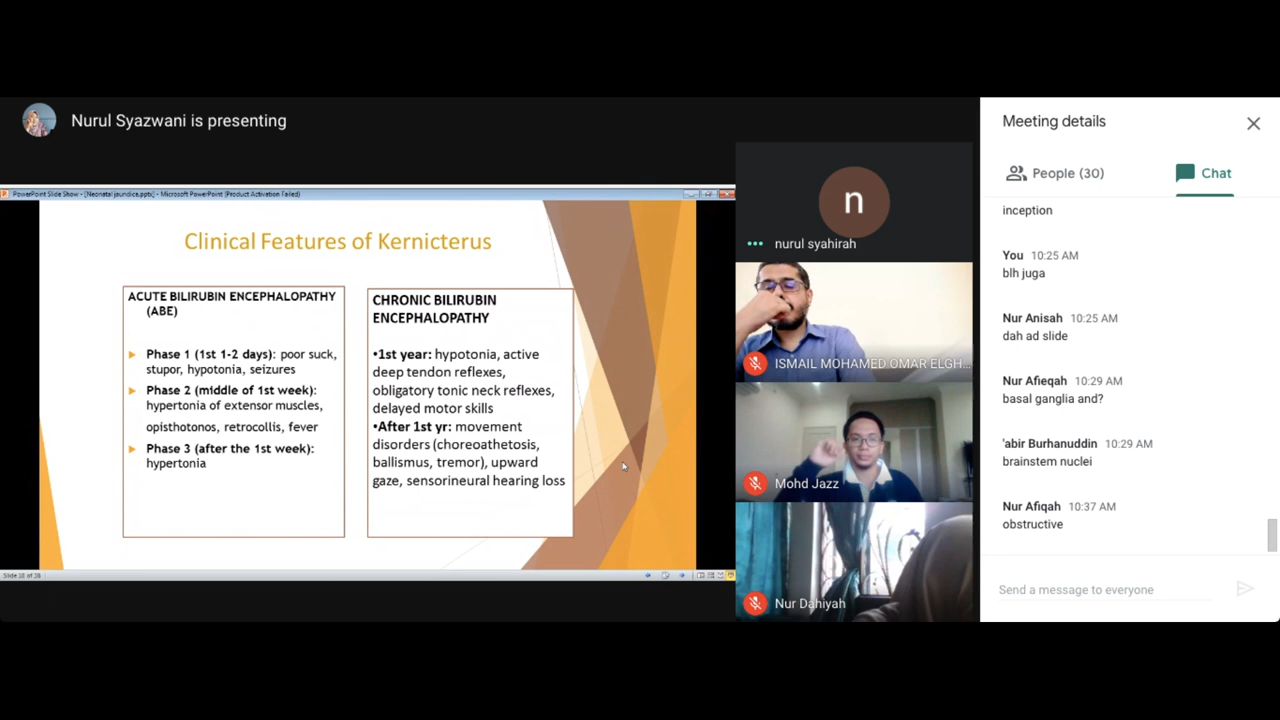 Nurul Syazwani is presenting
PowerPoint Slide Show - [Neonatal jaundice.pptx] - Microsoft PowerPoint (Product Activation Failed)
Clinical Features of Kernicterus
ACUTE BILIRUBIN ENCEPHALOPATHY
(ABE)
Phase 1 (1st 1-2 days): poor suck,
stupor, hypotonia, seizures
Phase 2 (middle of 1st week):
hypertonia of extensor muscles,
opisthotonos, retrocollis, fever
Phase 3 (after the 1st week):
hypertonia
CHRONIC BILIRUBIN
ENCEPHALOPATHY
•1st year: hypotonia, active
deep tendon reflexes,
obligatory tonic neck reflexes,
delayed motor skills
•After 1st yr: movement
disorders (choreoathetosis,
ballismus, tremor), upward
gaze, sensorineural hearing loss
n
nurul syahirah
ISMAIL MOHAMED OMAR ELGH...
Mohd Jazz
Nur Dahiyah
Meeting details
People (30)
Chat
inception
You 10:25 AM
blh juga
Nur Anisah 10:25 AM
dah ad slide
Nur Afieqah 10:29 AM
basal ganglia and?
'abir Burhanuddin 10:29 AM
brainstem nuclei
Nur Afiqah 10:37 AM
obstructive
Send a message to everyone